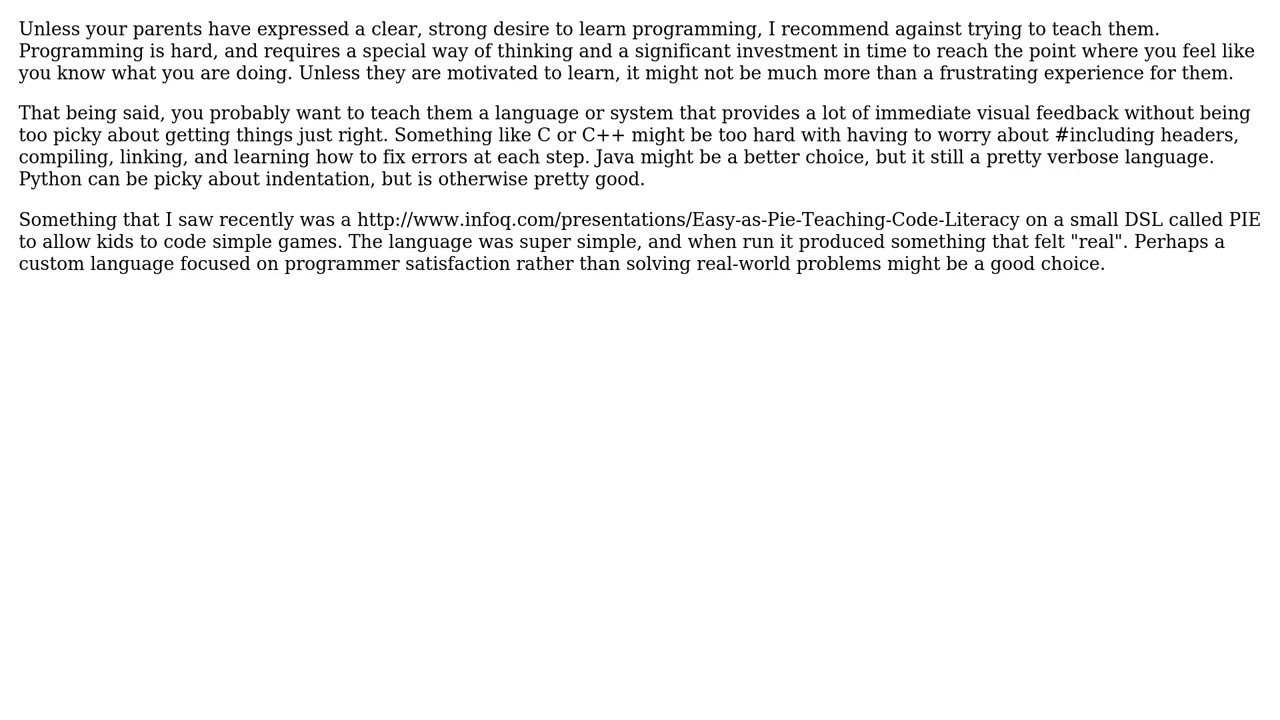 Unless your parents have expressed a clear, strong desire to learn programming, I recommend against trying to teach them.
Programming is hard, and requires a special way of thinking and a significant investment in time to reach the point where you feel like
you know what you are doing. Unless they are motivated to learn, it might not be much more than a frustrating experience for them.
That being said, you probably want to teach them a language or system that provides a lot of immediate visual feedback without being
too picky about getting things just right. Something like C or C++ might be too hard with having to worry about #including headers,
compiling, linking, and learning how to fix errors at each step. Java might be a better choice, but it still a pretty verbose language.
Python can be picky about indentation, but is otherwise pretty good.
Something that I saw recently was a http://www.infoq.com/presentations/Easy-as-Pie-Teaching-Code-Literacy on a small DSL called PIE
to allow kids to code simple games. The language was super simple, and when run it produced something that felt "real". Perhaps a
custom language focused on programmer satisfaction rather than solving real-world problems might be a good choice.